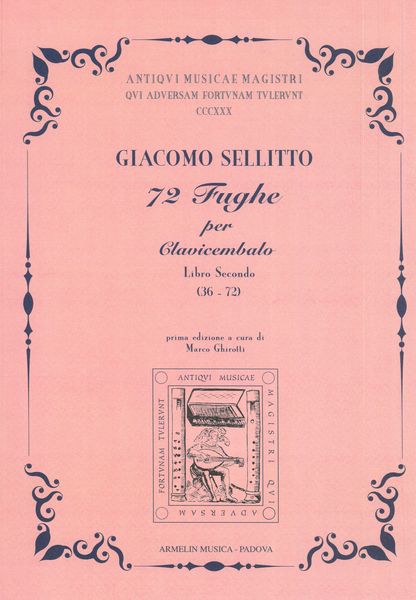 ANTIQVI MUSICAE MAGISTRI
QVI ADVERSAM FORTVNAM TVLERVNT
CCCXXX
GIACOMO SELLITTO
72 Fughe
per
Clavicembalo
Libro Secondo
(36 - 72)
prima edizione a cura di
Marco Ghirotti
ANTIQVI MUSICAE
MAGISTRI QVI
ADVERSAM
FORTVNAM TVLERVNT
ARMELIN MUSICA - PADOVA